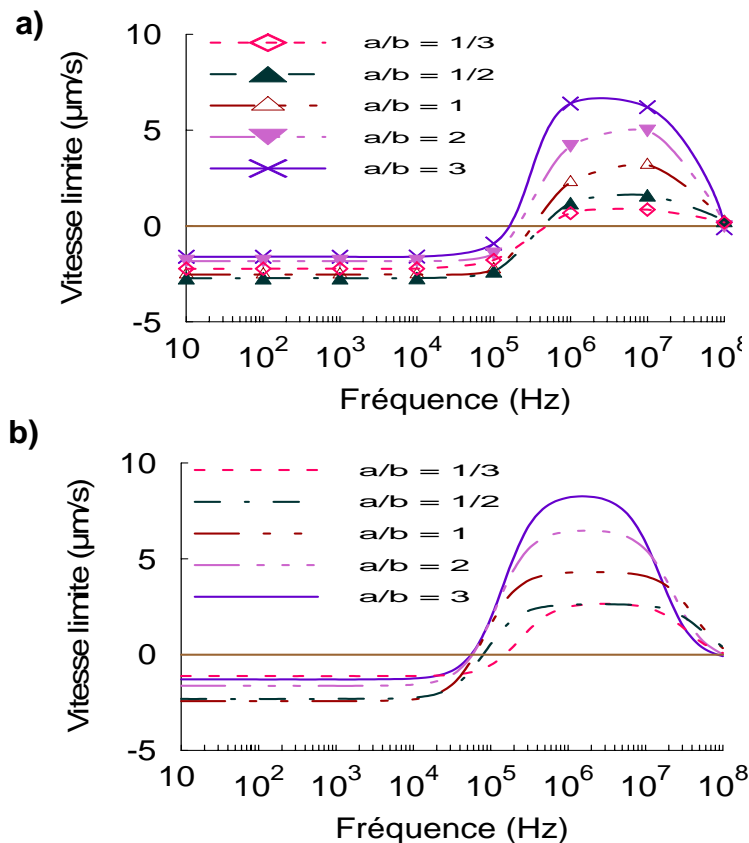 a)
10
5
0
-5
Vitesse limite (µm/s)
a/b = 1/3
a/b = 1/2
a/b = 1
a/b = 2
a/b = 3
10 10² 10³ 10⁴ 10⁵ 10⁶ 10⁷ 10⁸
Fréquence (Hz)
b)
10
5
0
-5
Vitesse limite (µm/s)
a/b = 1/3
a/b = 1/2
a/b = 1
a/b = 2
a/b = 3
10 10² 10³ 10⁴ 10⁵ 10⁶ 10⁷ 10⁸
Fréquence (Hz)